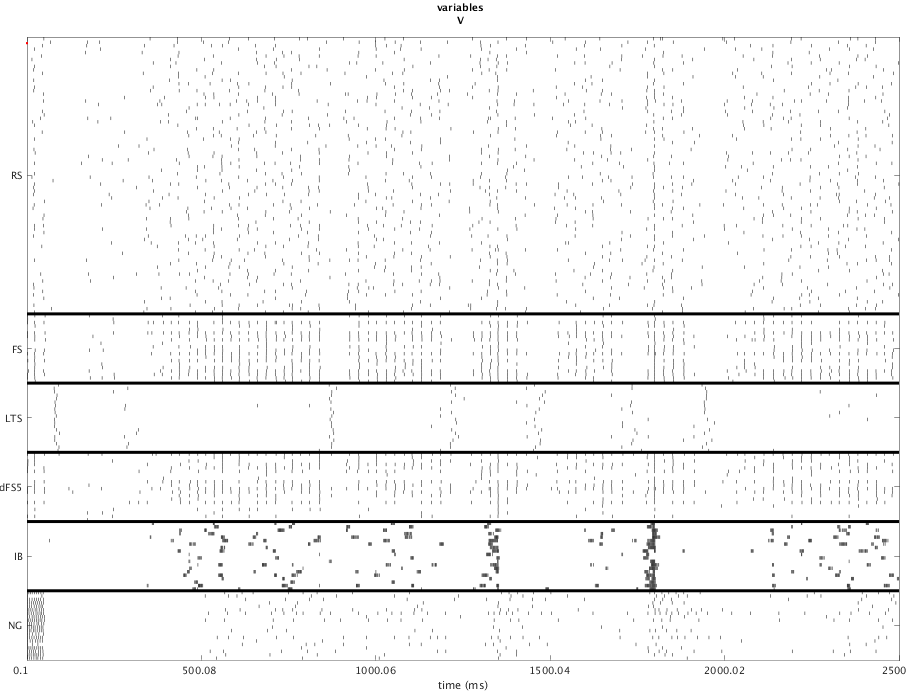 variables
V
RS
FS
LTS
dFS5
IB
NG
0.1
500.08
1000.06
1500.04
2000.02
2500
time (ms)